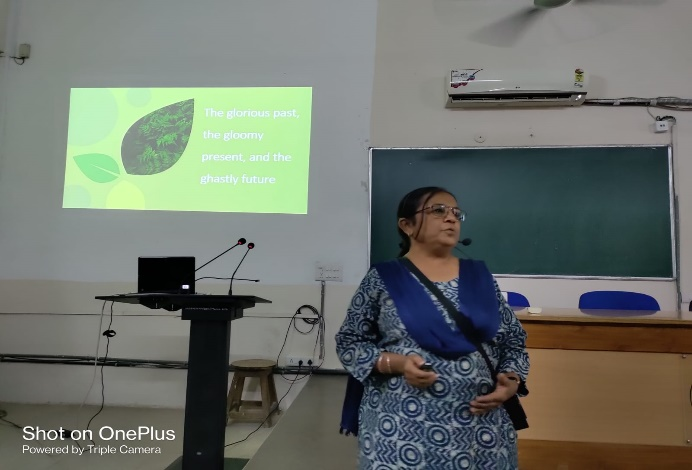 The glorious past,
the gloomy
present, and the
ghastly future
Shot on OnePlus
Powered by Triple Camera